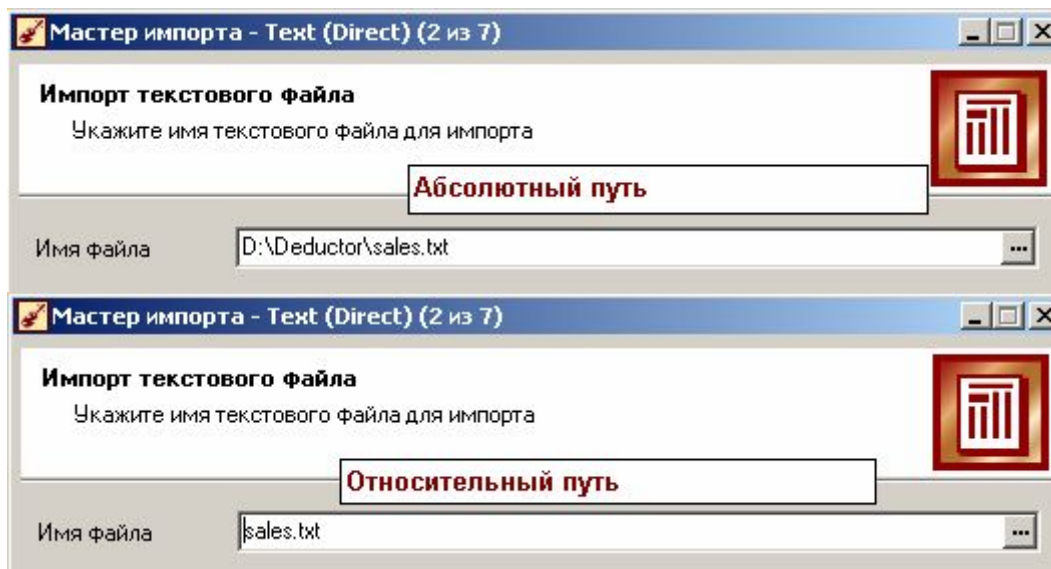 Мастер импорта - Text (Direct) (2 из 7)
Импорт текстового файла
Укажите имя текстового файла для импорта
Абсолютный путь
Имя файла D:\Deductor\sales.txt ...
Мастер импорта - Text (Direct) (2 из 7)
Импорт текстового файла
Укажите имя текстового файла для импорта
Относительный путь
Имя файла sales.txt ...